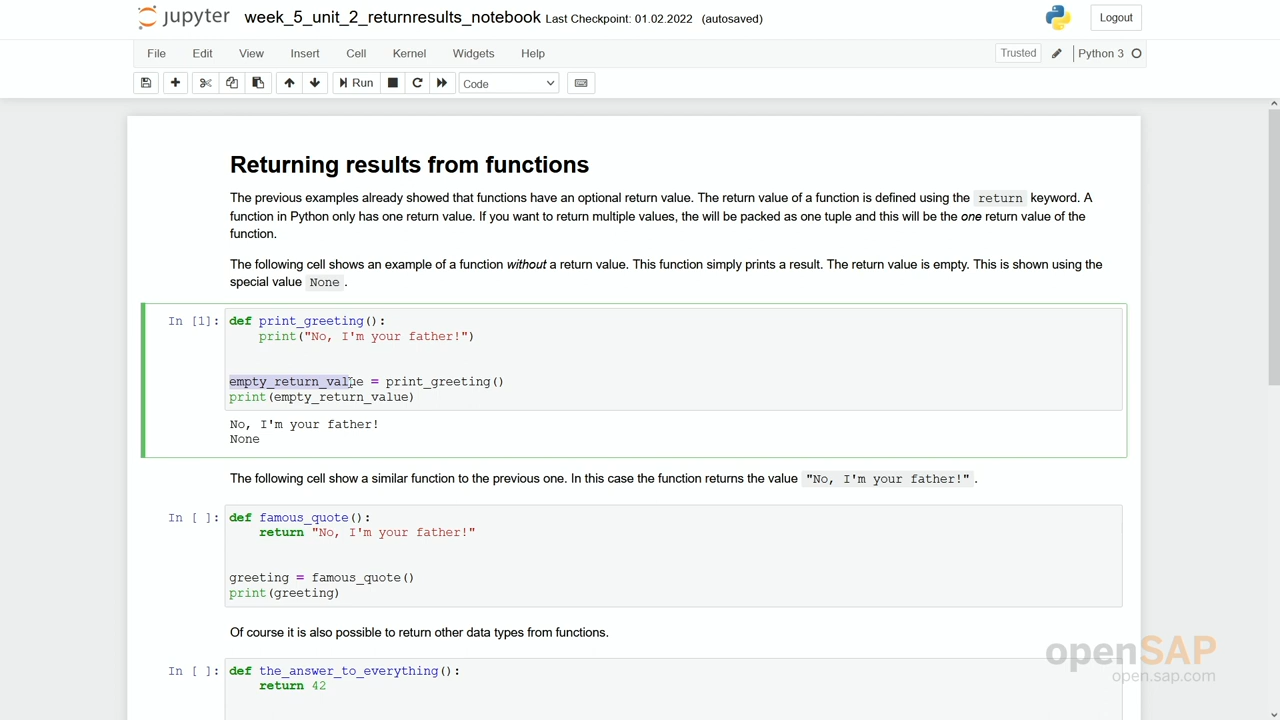 jupyter week_5_unit_2_returnresults_notebook Last Checkpoint: 01.02.2022 (autosaved) Logout
File Edit View Insert Cell Kernel Widgets Help Trusted Python 3
Run Code
Returning results from functions
The previous examples already showed that functions have an optional return value. The return value of a function is defined using the return keyword. A
function in Python only has one return value. If you want to return multiple values, the will be packed as one tuple and this will be the one return value of the
function.
The following cell shows an example of a function without a return value. This function simply prints a result. The return value is empty. This is shown using the
special value None .
In [1]: def print_greeting():
print("No, I'm your father!")
empty_return_value = print_greeting()
print(empty_return_value)
No, I'm your father!
None
The following cell show a similar function to the previous one. In this case the function returns the value "No, I'm your father!" .
In [ ]: def famous_quote():
return "No, I'm your father!"
greeting = famous_quote()
print(greeting)
Of course it is also possible to return other data types from functions.
In [ ]: def the_answer_to_everything():
return 42
openSAP
open.sap.com